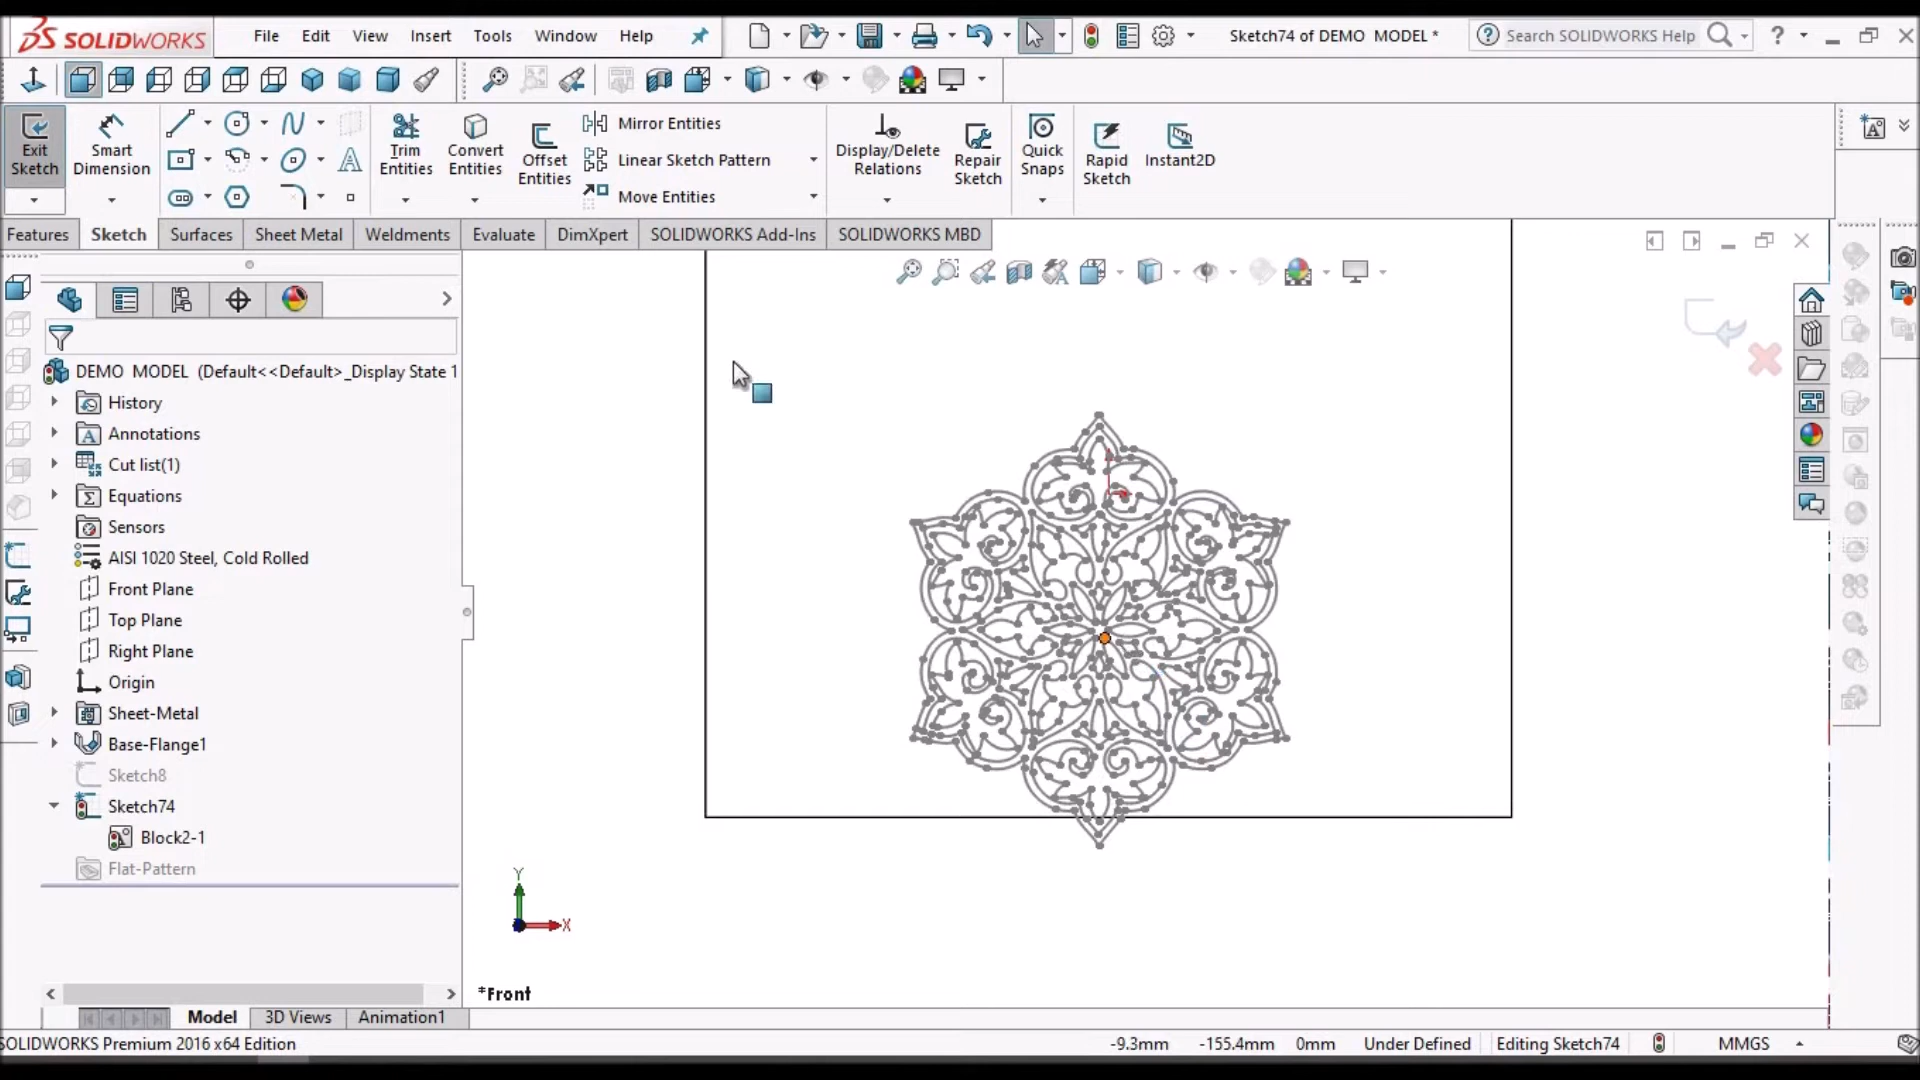 SOLIDWORKS File Edit View Insert Tools Window Help Sketch74 of DEMO MODEL * Search SOLIDWORKS Help ?
Exit Sketch
Smart Dimension
Trim Entities
Convert Entities
Offset Entities
Mirror Entities
Linear Sketch Pattern
Move Entities
Display/Delete Relations
Repair Sketch
Quick Snaps
Rapid Sketch
Instant2D
Features Sketch Surfaces Sheet Metal Weldments Evaluate DimXpert SOLIDWORKS Add-Ins SOLIDWORKS MBD
DEMO MODEL (Default<<Default>_Display State 1
History
Annotations
Cut list(1)
Equations
Sensors
AISI 1020 Steel, Cold Rolled
Front Plane
Top Plane
Right Plane
Origin
Sheet-Metal
Base-Flange1
Sketch8
Sketch74
Block2-1
Flat-Pattern
Y
X
*Front
Model 3D Views Animation1
SOLIDWORKS Premium 2016 x64 Edition -9.3mm -155.4mm 0mm Under Defined Editing Sketch74 MMGS